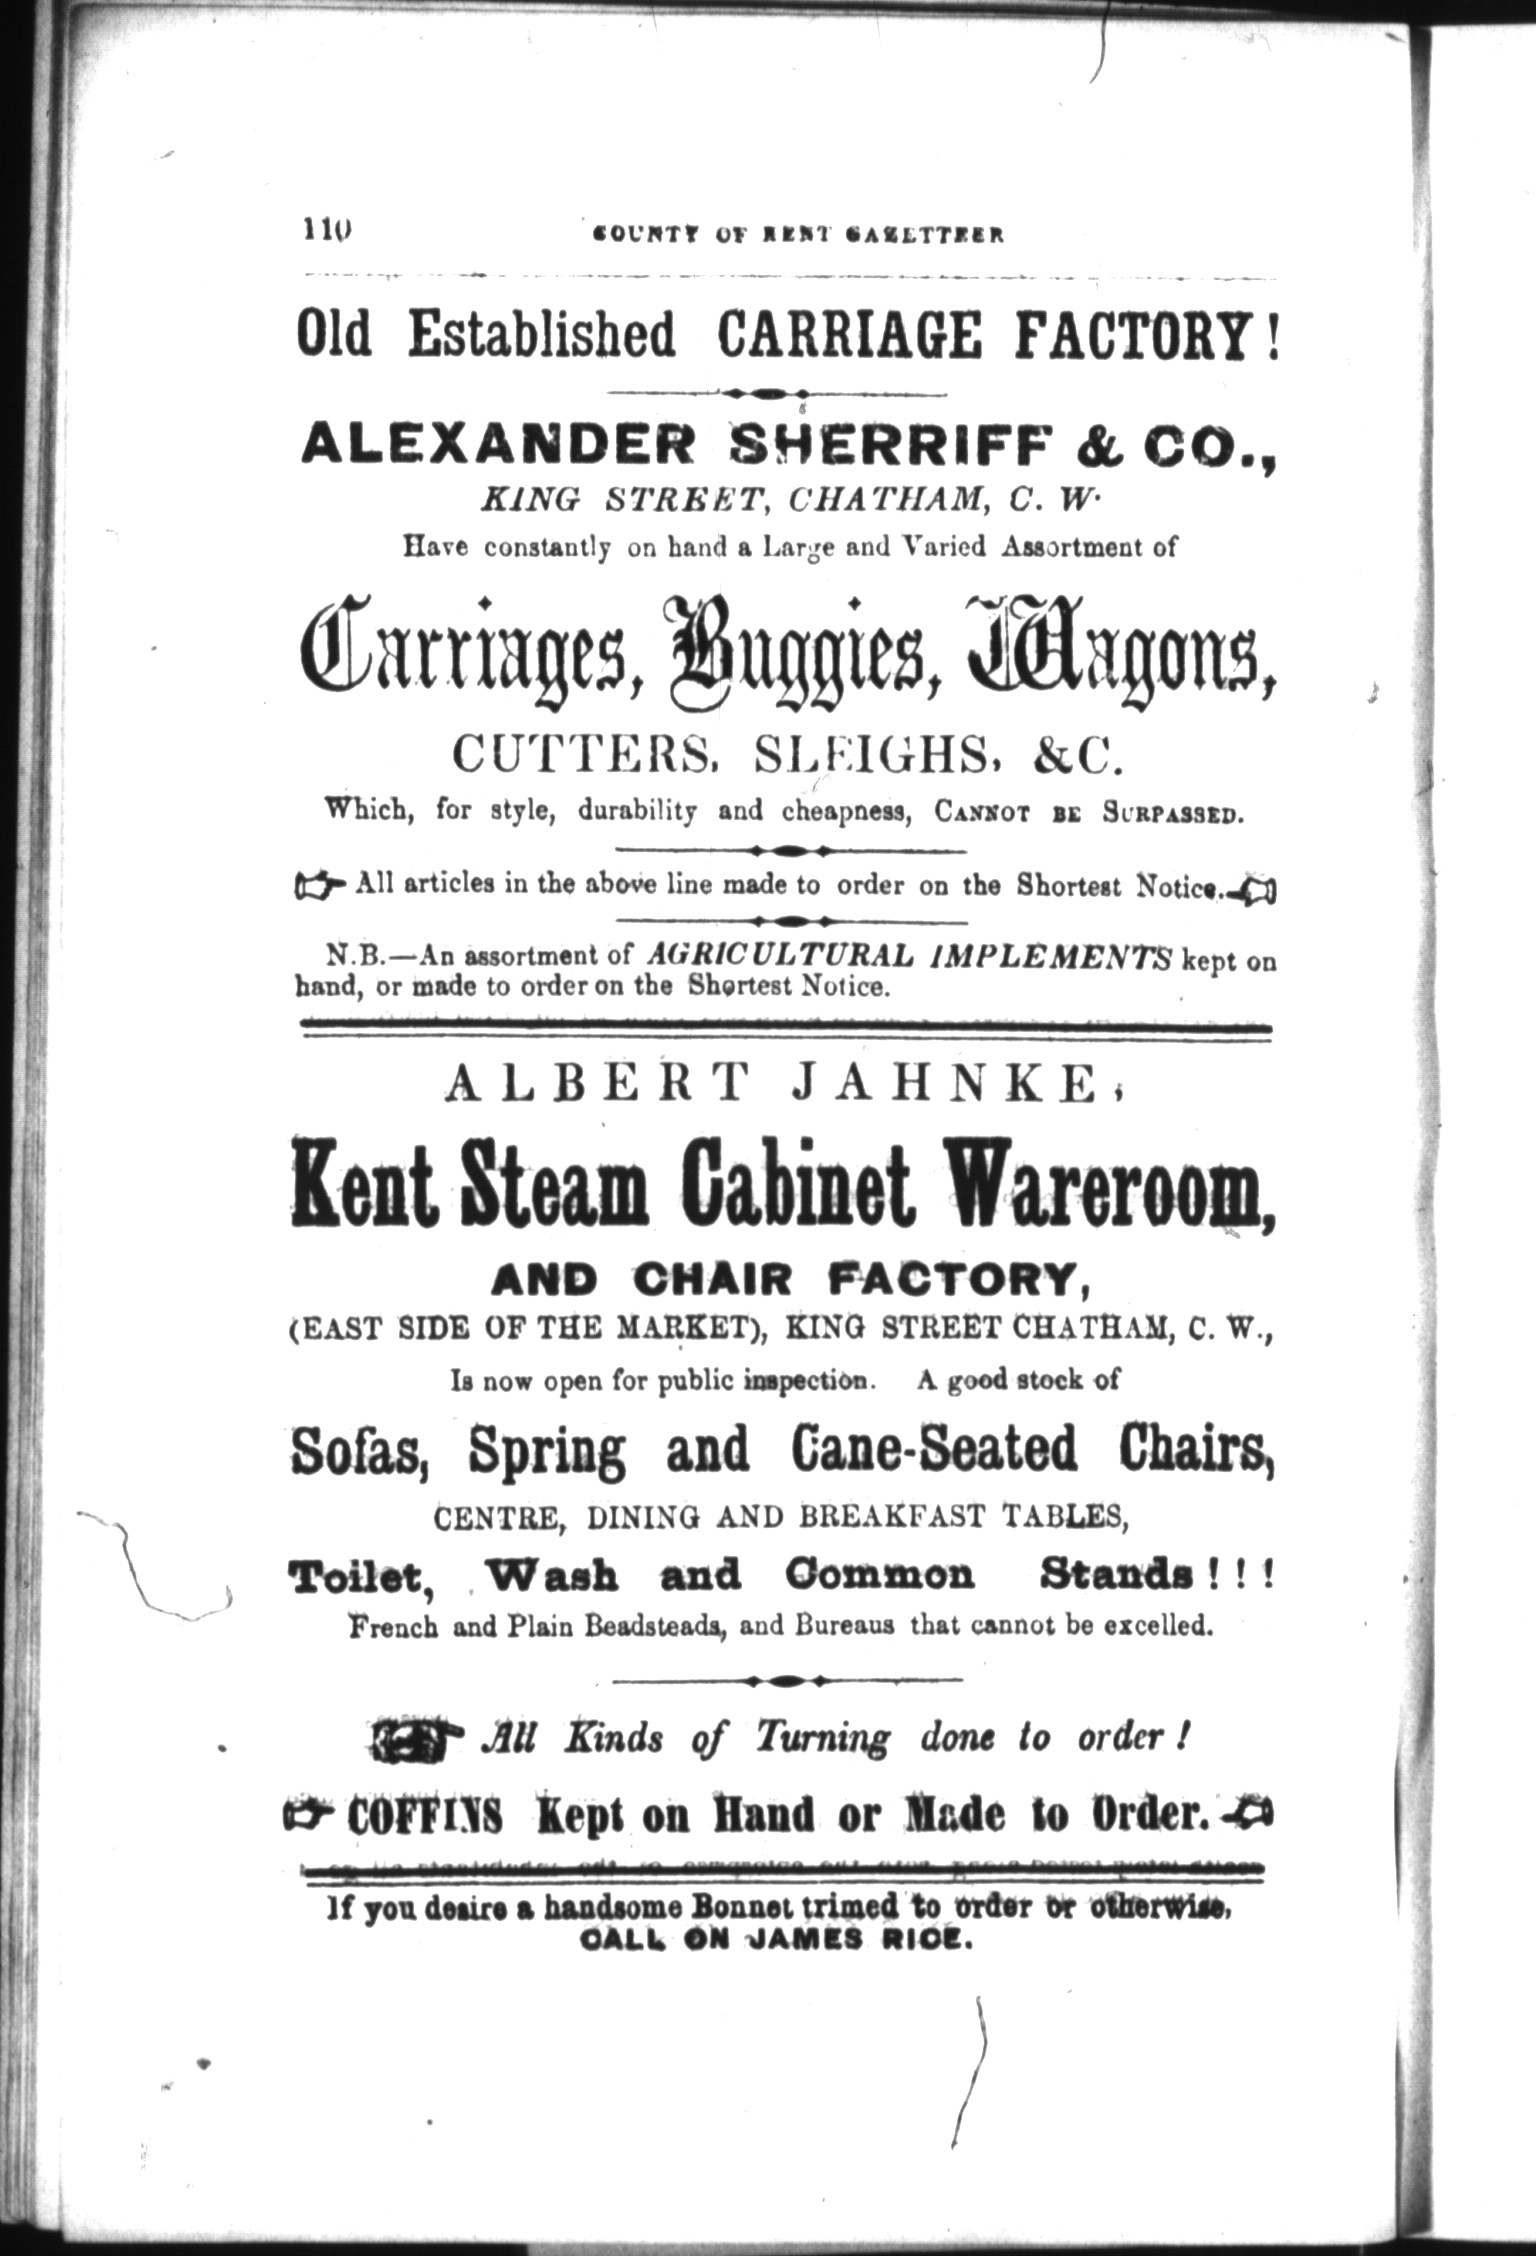 110 COUNTY OF KENT GAZETTEER
Old Established CARRIAGE FACTORY!
ALEXANDER SHERRIFF & CO.,
KING STREET, CHATHAM, C. W.
Have constantly on hand a Large and Varied Assortment of
Carriages, Buggies, Wagons,
CUTTERS, SLEIGHS, &C.
Which, for style, durability and cheapness, CANNOT BE SURPASSED.
All articles in the above line made to order on the Shortest Notice.
N.B.—An assortment of AGRICULTURAL IMPLEMENTS kept on
hand, or made to order on the Shortest Notice.
ALBERT JAHNKE,
Kent Steam Cabinet Wareroom,
AND CHAIR FACTORY,
(EAST SIDE OF THE MARKET), KING STREET CHATHAM, C. W.,
Is now open for public inspection. A good stock of
Sofas, Spring and Cane-Seated Chairs,
CENTRE, DINING AND BREAKFAST TABLES,
Toilet, Wash and Common Stands!!!
French and Plain Beadsteads, and Bureaus that cannot be excelled.
All Kinds of Turning done to order!
COFFINS Kept on Hand or Made to Order.
If you desire a handsome Bonnet trimed to order or otherwise,
CALL ON JAMES RICE.